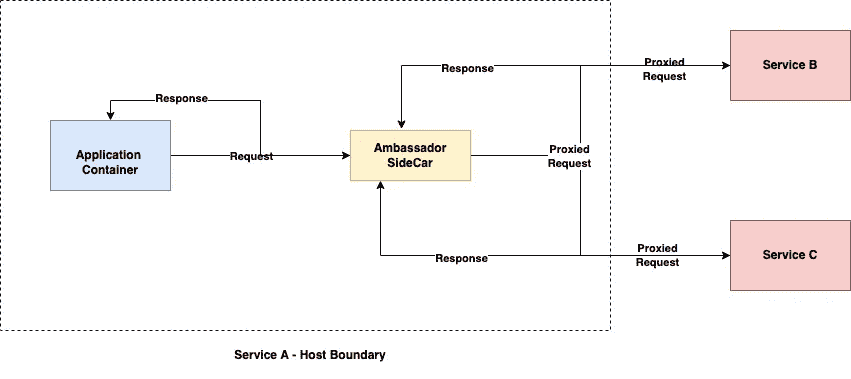 Response
Application
Container
Request
Response
Ambassador
SideCar
Proxied
Request
Response
Proxied
Request
Service B
Proxied
Request
Service C
Service A - Host Boundary